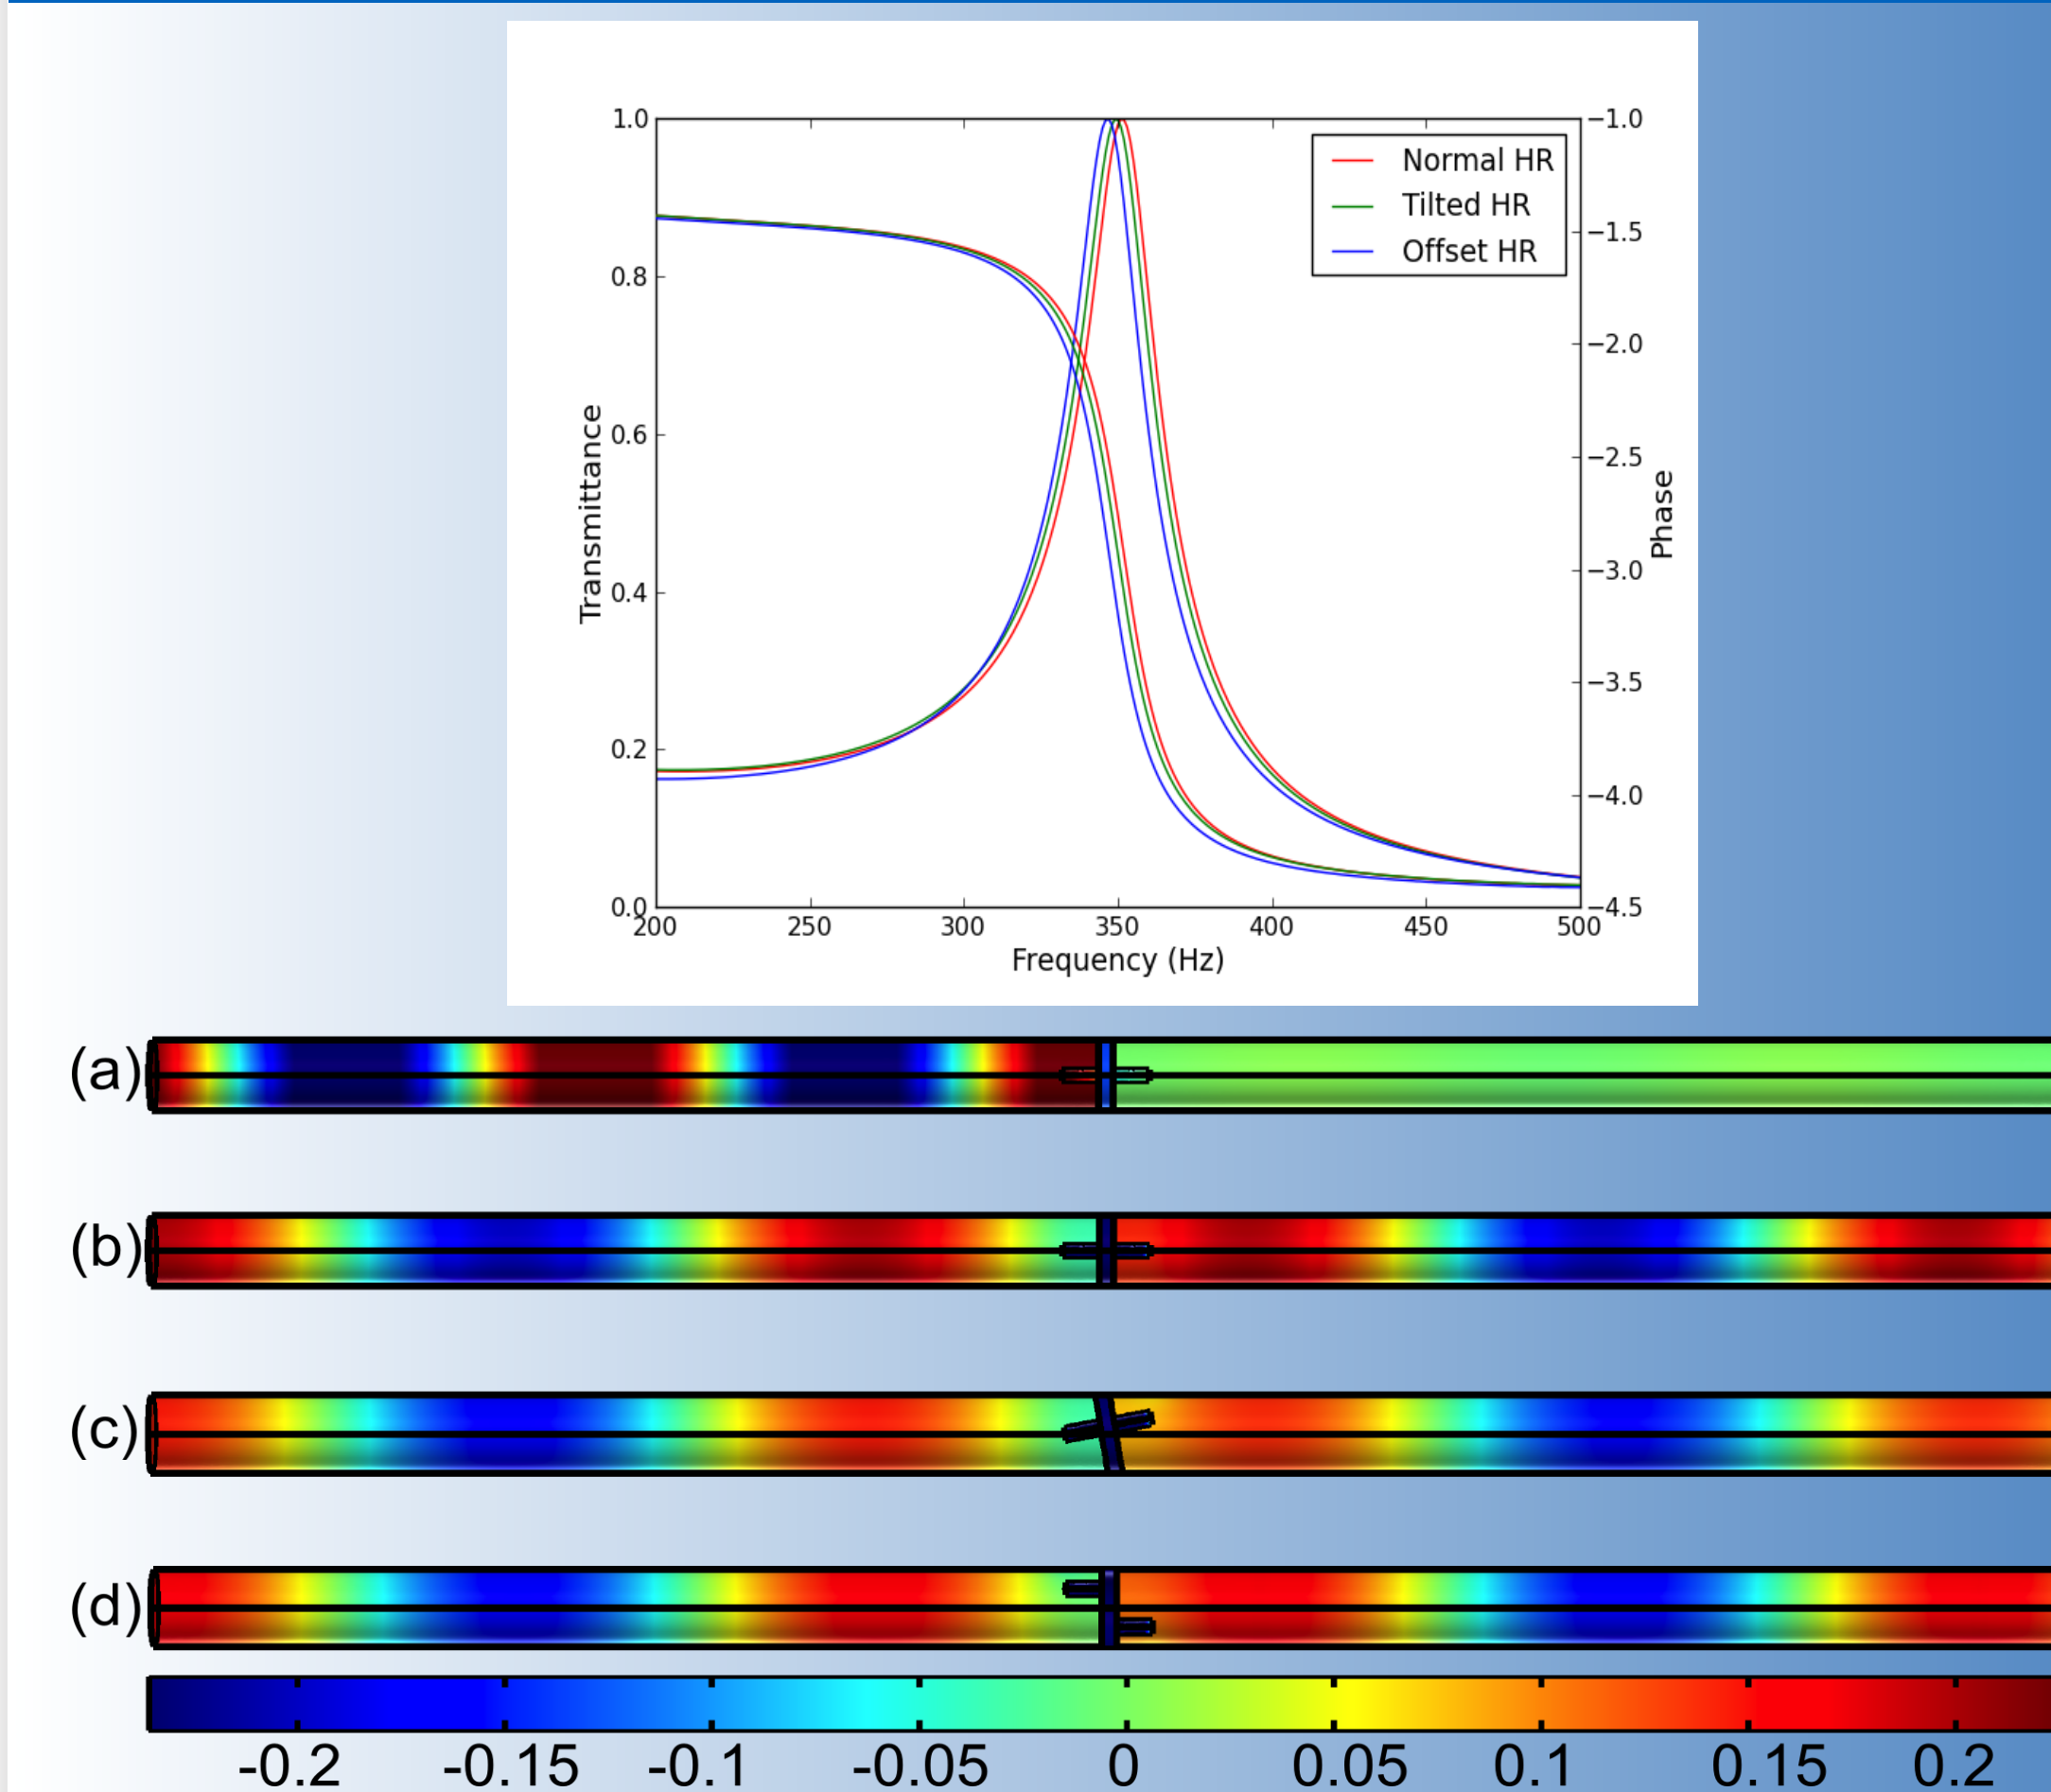 1.0
0.8
0.6
0.4
0.2
0.0
Transmittance
Normal HR
Tilted HR
Offset HR
−1.0
−1.5
−2.0
−2.5
−3.0
−3.5
−4.0
−4.5
Phase
200 250 300 350 400 450 500
Frequency (Hz)
(a)
(b)
(c)
(d)
-0.2 -0.15 -0.1 -0.05 0 0.05 0.1 0.15 0.2